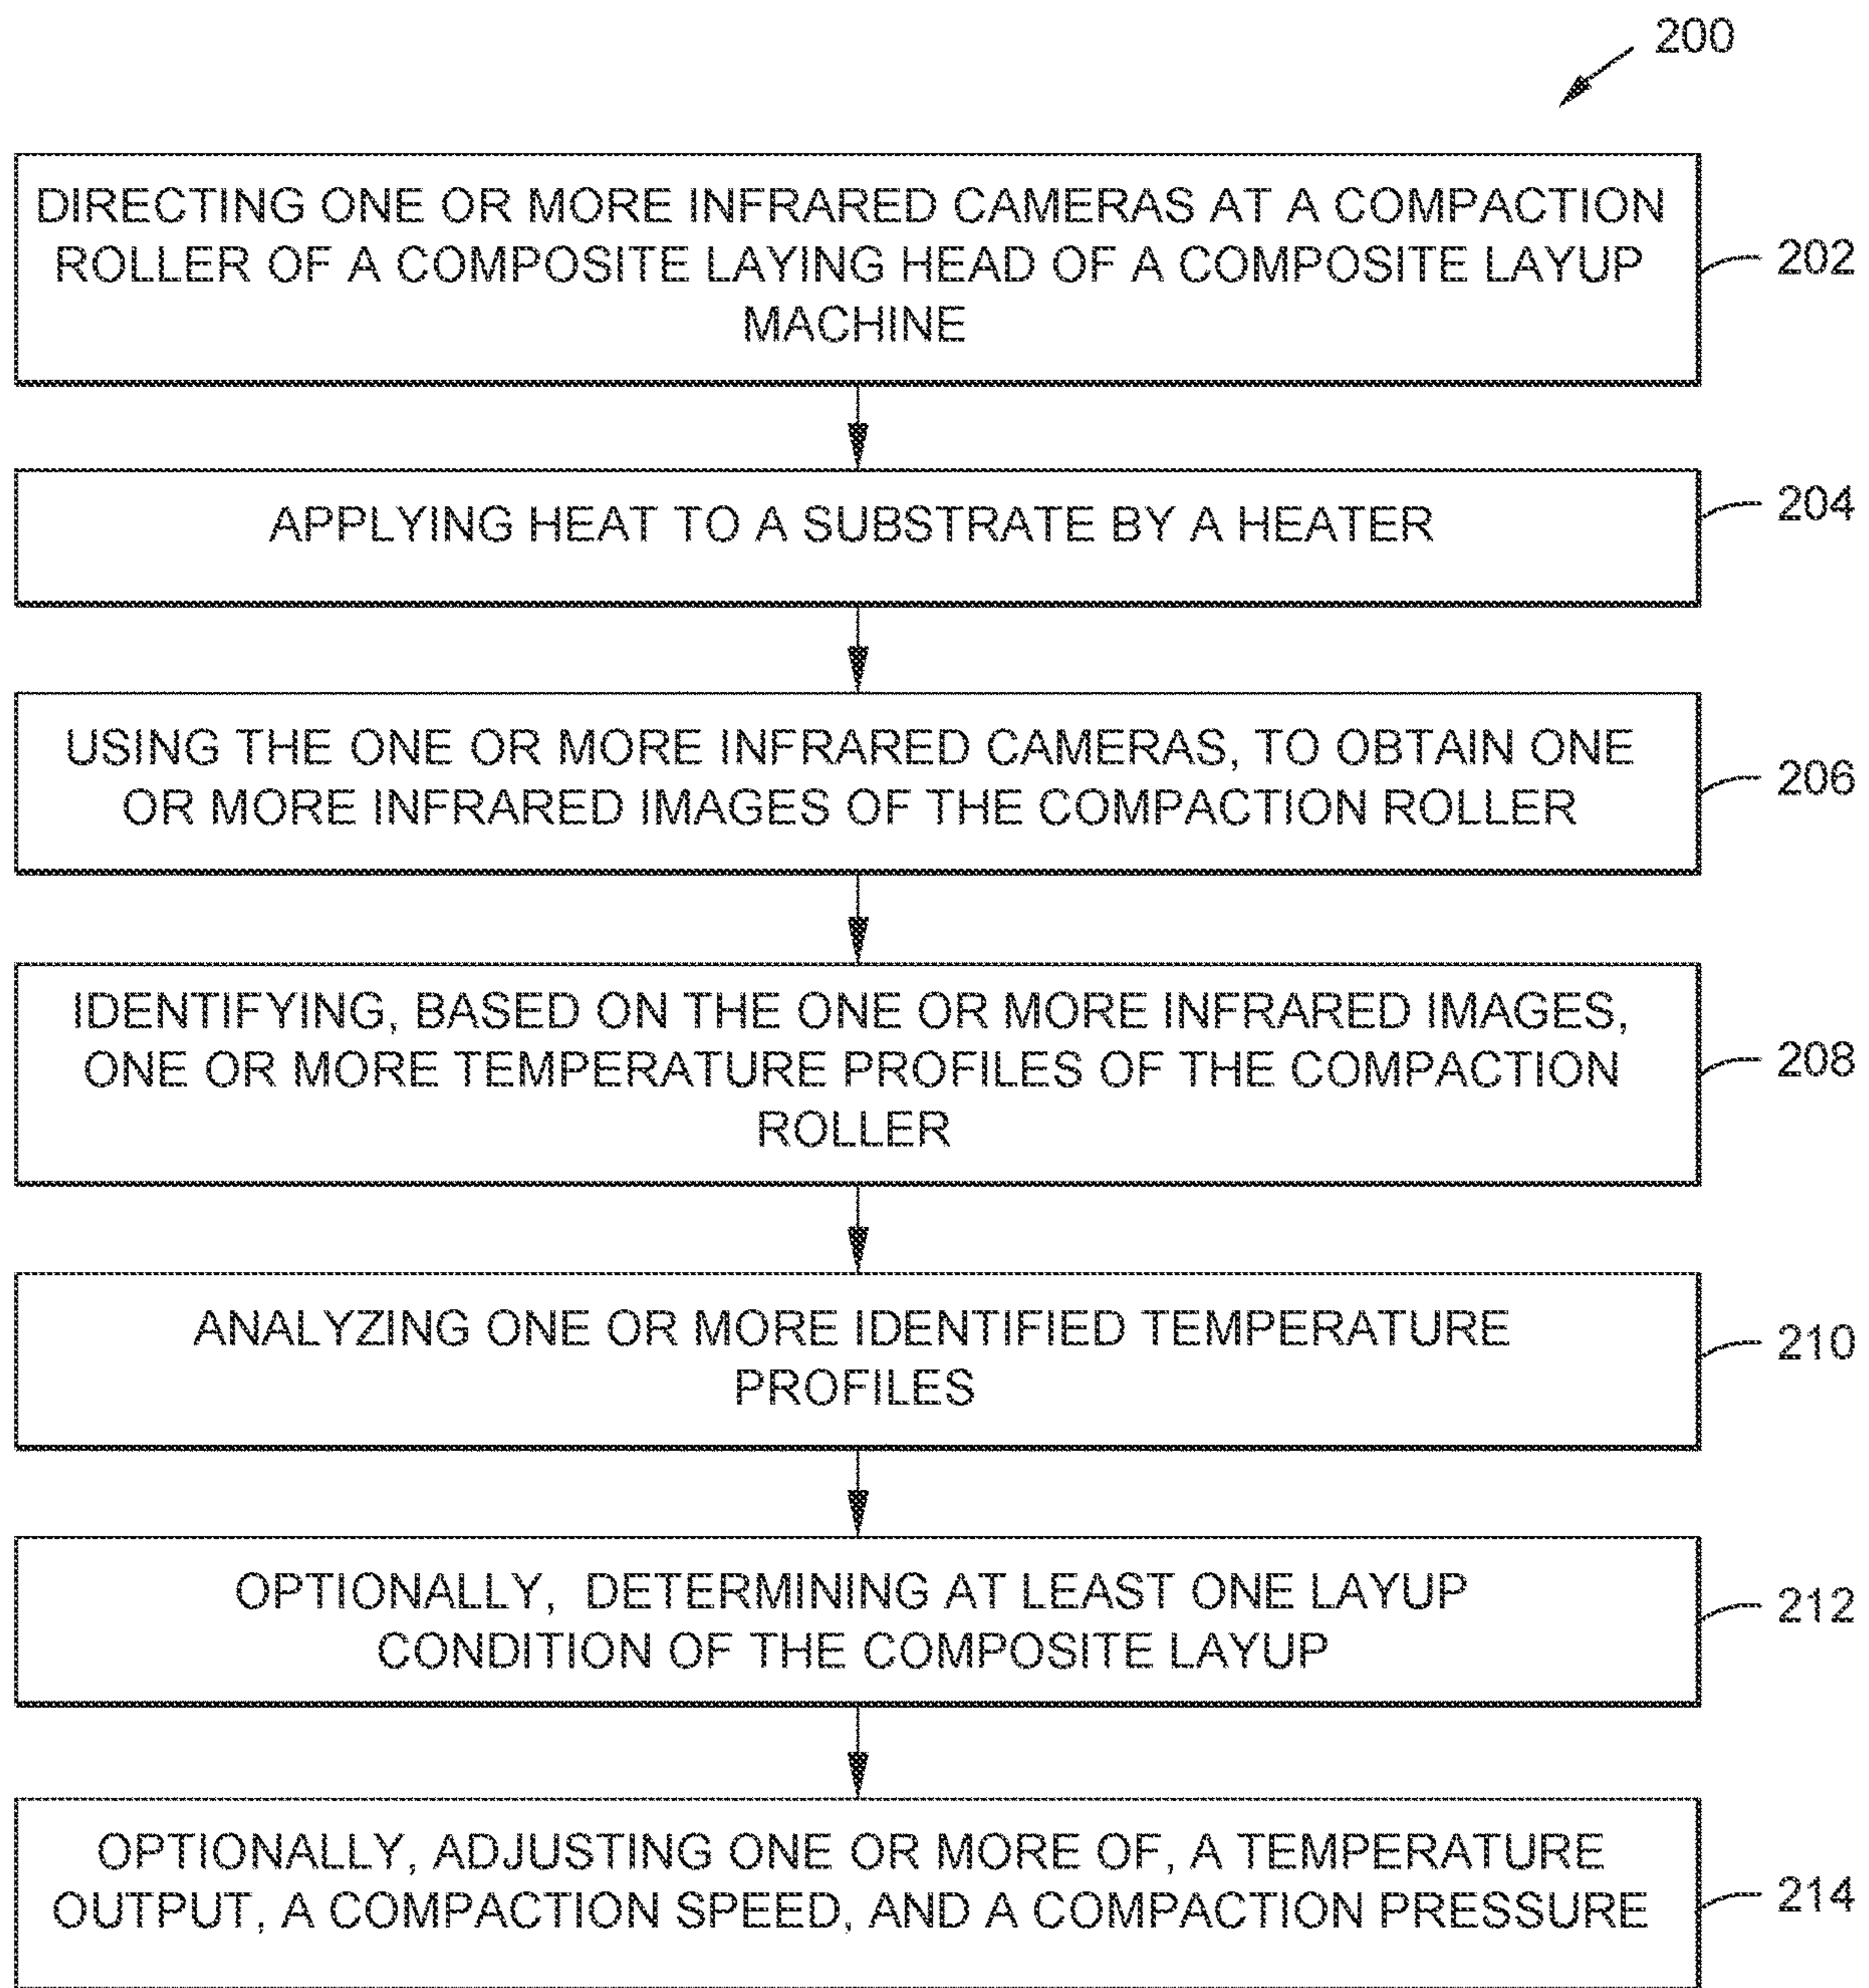 200
DIRECTING ONE OR MORE INFRARED CAMERAS AT A COMPACTION
ROLLER OF A COMPOSITE LAYING HEAD OF A COMPOSITE LAYUP
MACHINE
202
APPLYING HEAT TO A SUBSTRATE BY A HEATER
204
USING THE ONE OR MORE INFRARED CAMERAS, TO OBTAIN ONE
OR MORE INFRARED IMAGES OF THE COMPACTION ROLLER
206
IDENTIFYING, BASED ON THE ONE OR MORE INFRARED IMAGES,
ONE OR MORE TEMPERATURE PROFILES OF THE COMPACTION
ROLLER
208
ANALYZING ONE OR MORE IDENTIFIED TEMPERATURE
PROFILES
210
OPTIONALLY, DETERMINING AT LEAST ONE LAYUP
CONDITION OF THE COMPOSITE LAYUP
212
OPTIONALLY, ADJUSTING ONE OR MORE OF, A TEMPERATURE
OUTPUT, A COMPACTION SPEED, AND A COMPACTION PRESSURE
214